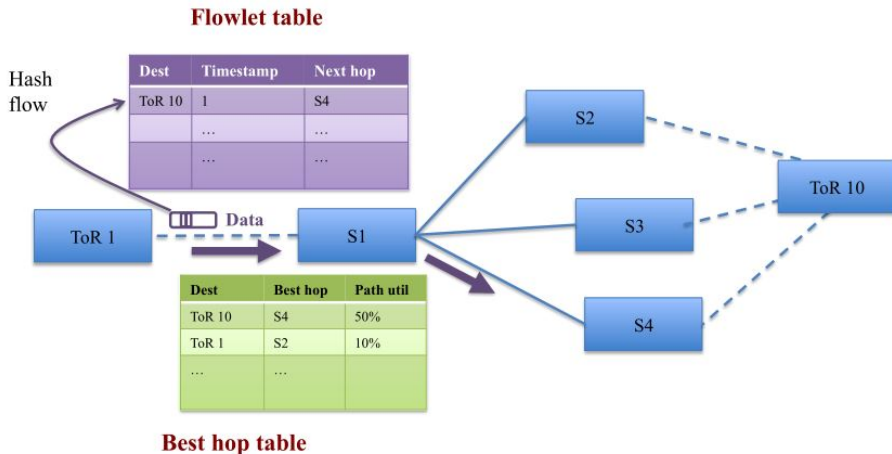 Flowlet table
Hash
flow
Dest Timestamp Next hop
ToR 10 1 S4
… …
… …
S2
ToR 10
Data
ToR 1
S1
S3
Dest Best hop Path util
ToR 10 S4 50%
ToR 1 S2 10%
… …
S4
Best hop table